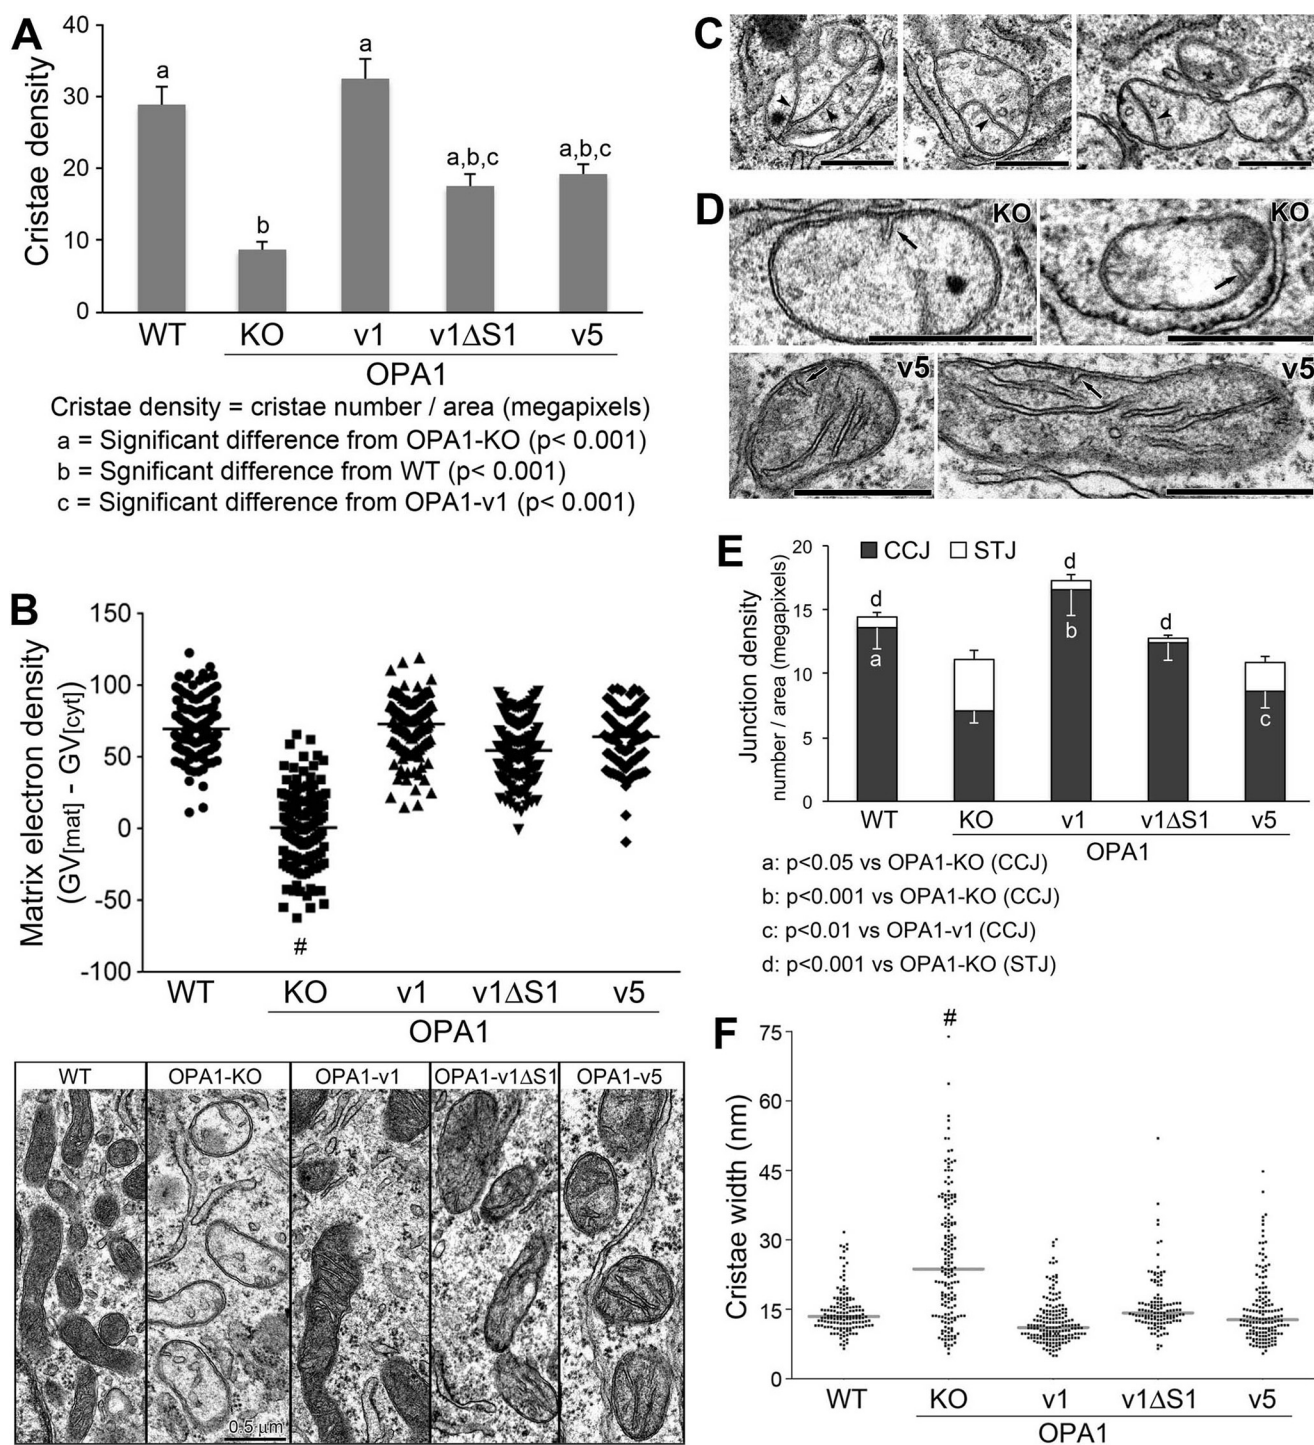 A
Cristae density
40
30
20
10
0
a
b
a
a,b,c
a,b,c
WT
KO
v1
v1ΔS1
v5
OPA1
Cristae density = cristae number / area (megapixels)
a = Significant difference from OPA1-KO (p< 0.001)
b = Sgnificant difference from WT (p< 0.001)
c = Significant difference from OPA1-v1 (p< 0.001)
B
Matrix electron density
(GV[mat] - GV[cyt])
150
100
50
0
-50
-100
#
WT
KO
v1
v1ΔS1
v5
OPA1
WT
OPA1-KO
OPA1-v1
OPA1-v1ΔS1
OPA1-v5
0.5 µm
C
*
D
KO
KO
v5
v5
E
Junction density
number / area (megapixels)
20
15
10
5
0
CCJ
STJ
d
a
d
b
d
c
WT
KO
v1
v1ΔS1
v5
OPA1
a: p<0.05 vs OPA1-KO (CCJ)
b: p<0.001 vs OPA1-KO (CCJ)
c: p<0.01 vs OPA1-v1 (CCJ)
d: p<0.001 vs OPA1-KO (STJ)
F
Cristae width (nm)
75
60
45
30
15
0
#
WT
KO
v1
v1ΔS1
v5
OPA1